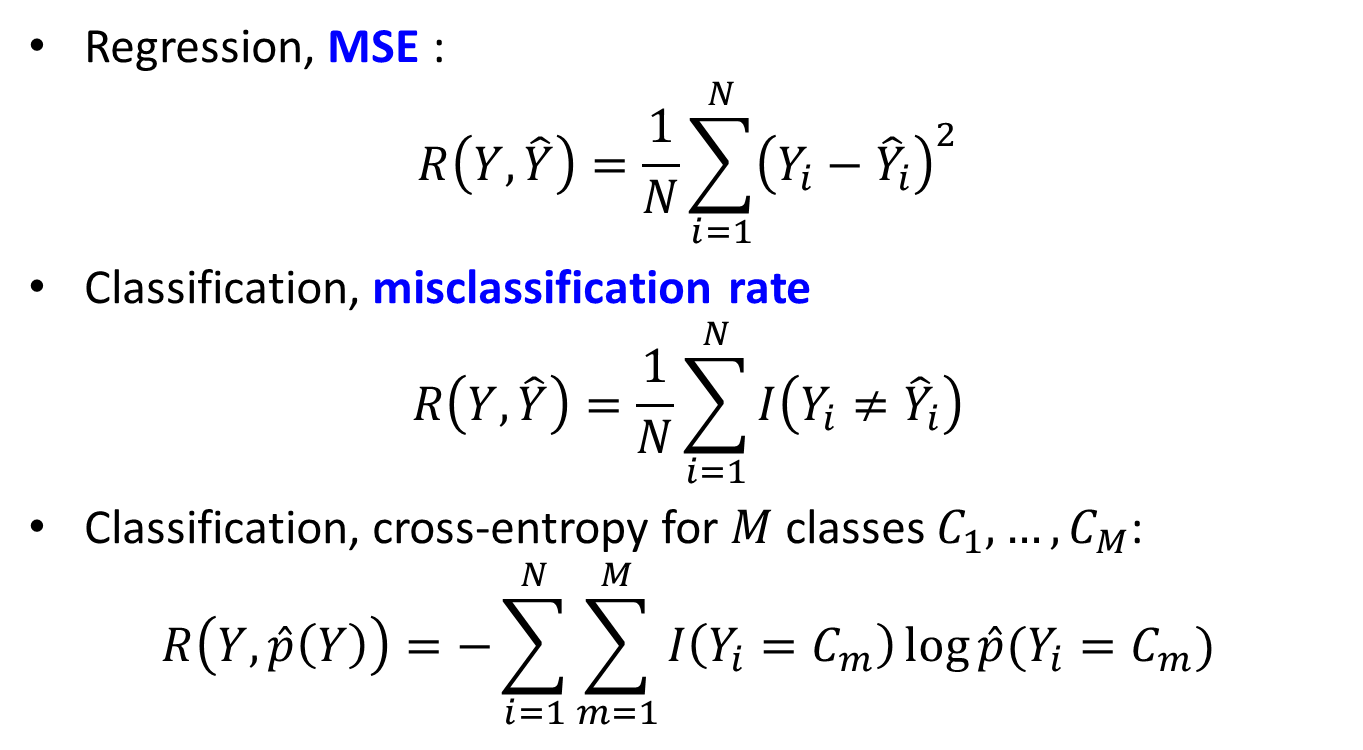 • Regression, MSE :
R(Y, Ŷ) = 1/N ∑_{i=1}^{N} (Y_i − Ŷ_i)^2
• Classification, misclassification rate
R(Y, Ŷ) = 1/N ∑_{i=1}^{N} I(Y_i ≠ Ŷ_i)
• Classification, cross-entropy for M classes C_1, … , C_M:
R(Y, p̂(Y)) = − ∑_{i=1}^{N} ∑_{m=1}^{M} I(Y_i = C_m) log p̂(Y_i = C_m)